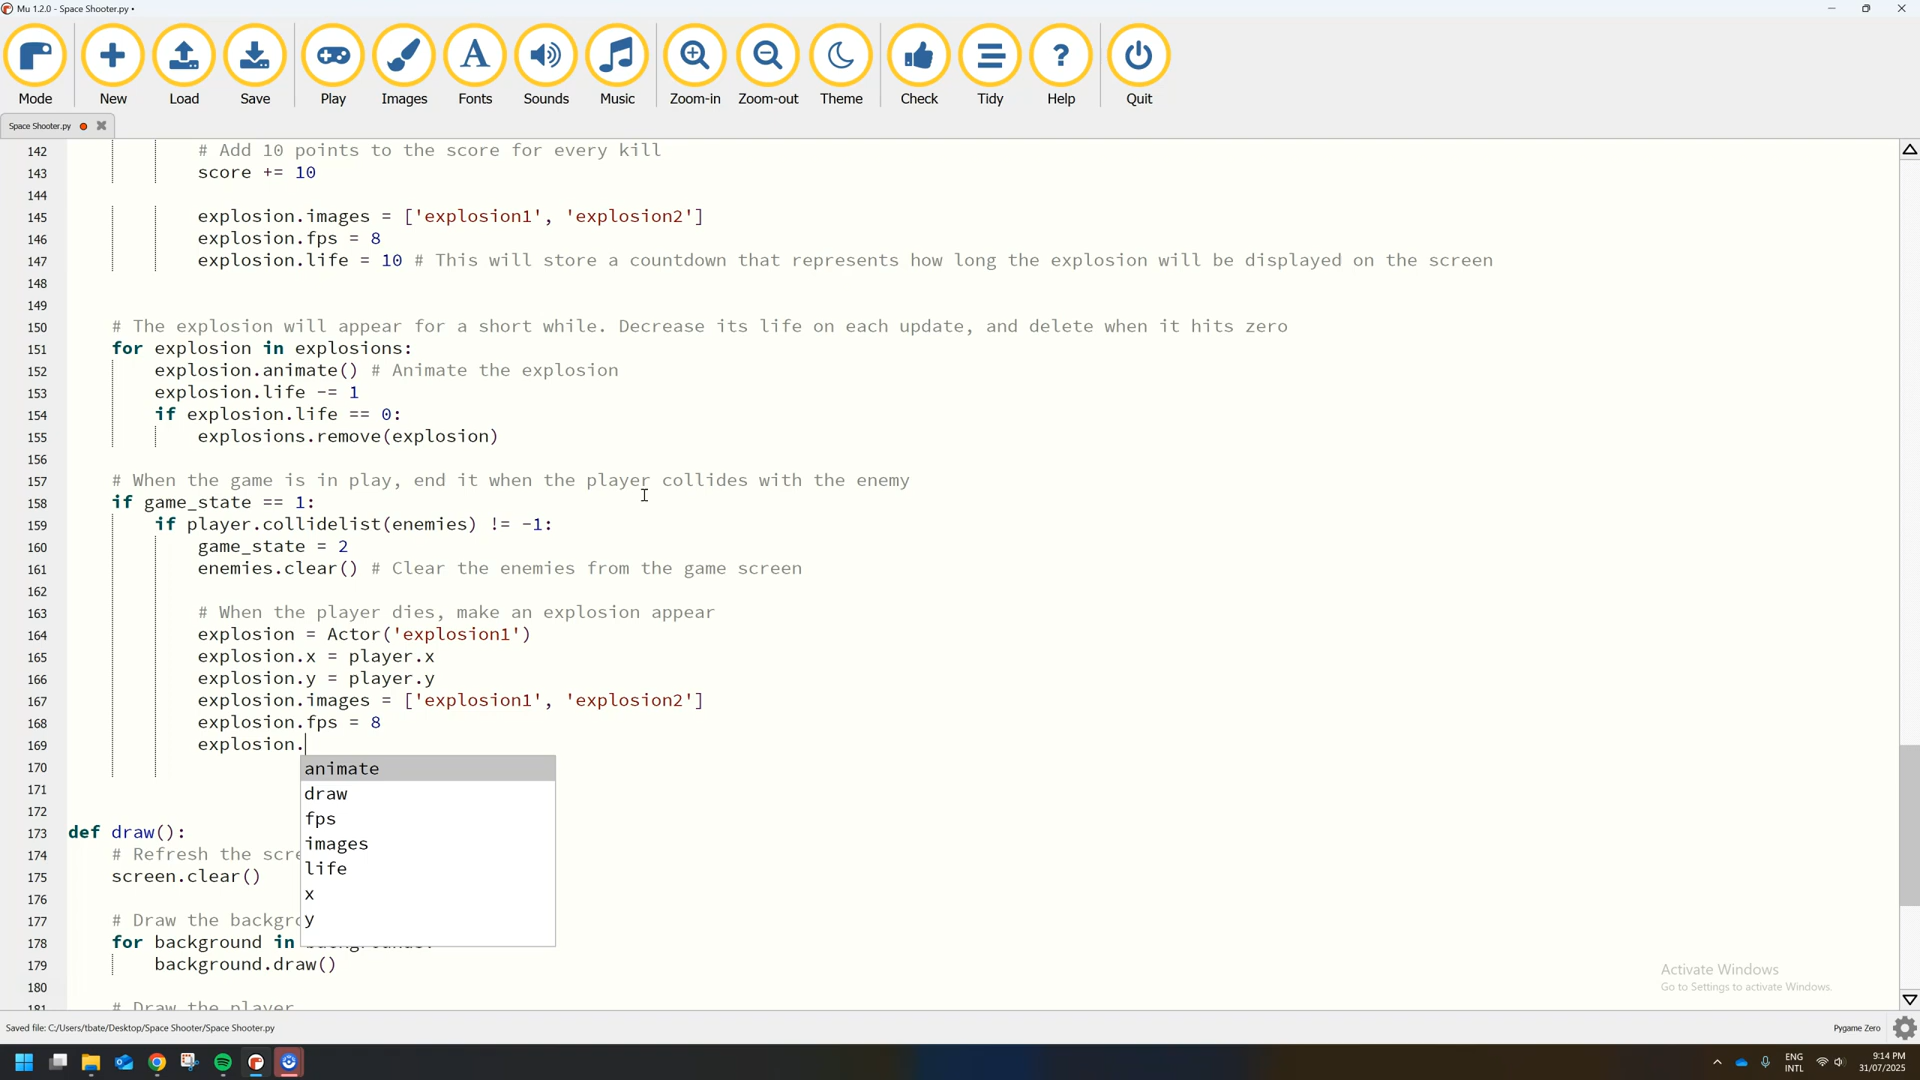 Mu 1.2.0 - Space Shooter.py •
Mode New Load Save Play Images Fonts Sounds Music Zoom-in Zoom-out Theme Check Tidy Help Quit
Space Shooter.py
142 # Add 10 points to the score for every kill
143 score += 10
144
145 explosion.images = ['explosion1', 'explosion2']
146 explosion.fps = 8
147 explosion.life = 10 # This will store a countdown that represents how long the explosion will be displayed on the screen
148
149
150 # The explosion will appear for a short while. Decrease its life on each update, and delete when it hits zero
151 for explosion in explosions:
152 explosion.animate() # Animate the explosion
153 explosion.life -= 1
154 if explosion.life == 0:
155 explosions.remove(explosion)
156
157 # When the game is in play, end it when the player collides with the enemy
158 if game_state == 1:
159 if player.collidelist(enemies) != -1:
160 game_state = 2
161 enemies.clear() # Clear the enemies from the game screen
162
163 # When the player dies, make an explosion appear
164 explosion = Actor('explosion1')
165 explosion.x = player.x
166 explosion.y = player.y
167 explosion.images = ['explosion1', 'explosion2']
168 explosion.fps = 8
169 explosion.
animate
draw
fps
images
life
x
y
170
171
172
173 def draw():
174 # Refresh the scre
175 screen.clear()
176
177 # Draw the backgro
178 for background in
179 background.draw()
180
181 # Draw the player
Activate Windows
Go to Settings to activate Windows.
Saved file: C:/Users/tbate/Desktop/Space Shooter/Space Shooter.py
Pygame Zero
ENG
INTL
9:14 PM
31/07/2025